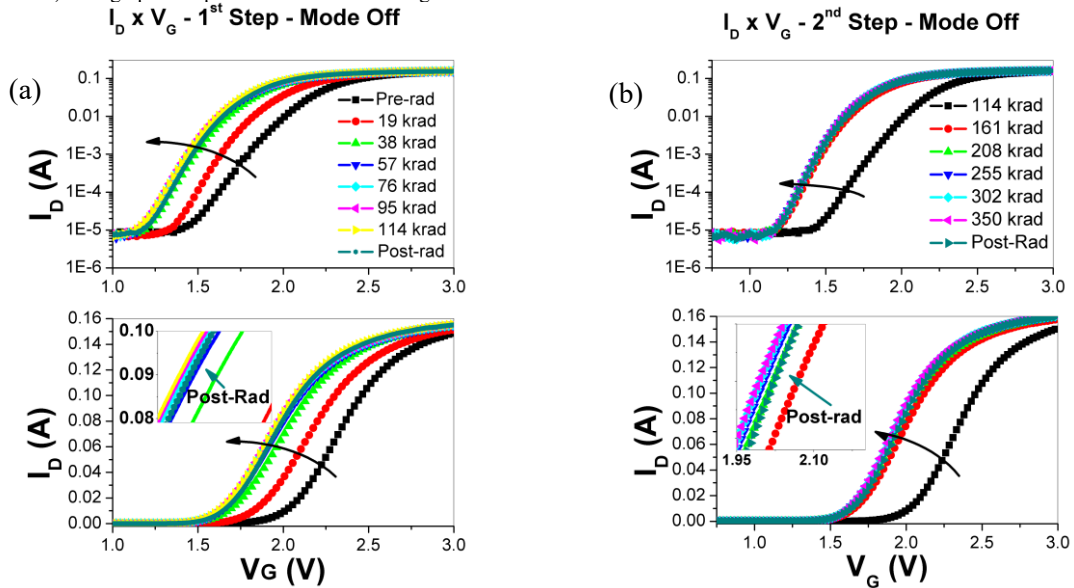 I_D x V_G - 1^st Step - Mode Off
(a)
I_D (A)
0.1
0.01
1E-3
1E-4
1E-5
1E-6
1.0 1.5 2.0 2.5 3.0
Pre-rad
19 krad
38 krad
57 krad
76 krad
95 krad
114 krad
Post-rad
I_D (A)
0.16
0.14
0.12
0.10
0.08
0.06
0.04
0.02
0.00
0.10
0.09
0.08
Post-Rad
1.0 1.5 2.0 2.5 3.0
VG (V)
I_D x V_G - 2^nd Step - Mode Off
(b)
I_D (A)
0.1
0.01
1E-3
1E-4
1E-5
1E-6
1.0 1.5 2.0 2.5 3.0
114 krad
161 krad
208 krad
255 krad
302 krad
350 krad
Post-Rad
I_D (A)
0.16
0.14
0.12
0.10
0.08
0.06
0.04
0.02
0.00
Post-rad
1.95 2.10
1.0 1.5 2.0 2.5 3.0
V_G (V)